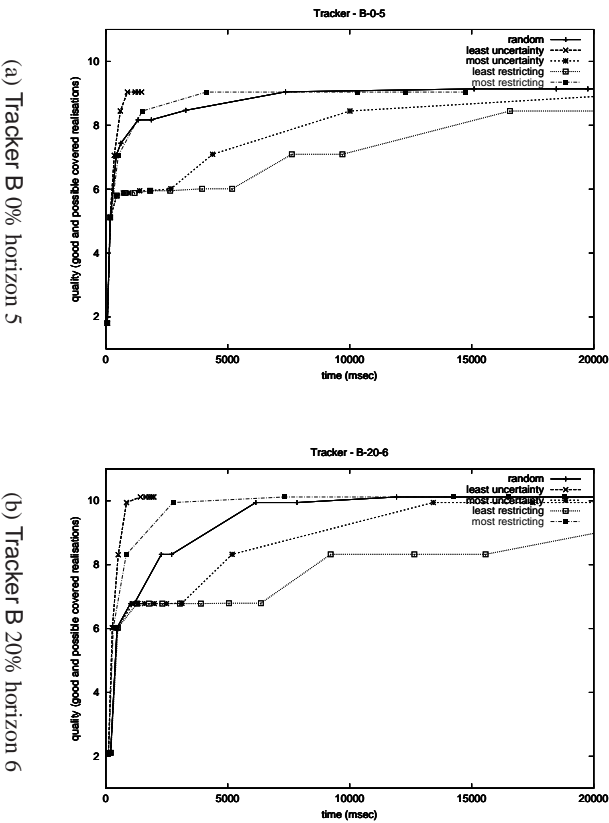 (a) Tracker B 0% horizon 5
Tracker - B-0-5
random
least uncertainty
most uncertainty
least restricting
most restricting
quality (good and possible covered realisations)
10
8
6
4
2
0
5000
10000
15000
20000
time (msec)
(b) Tracker B 20% horizon 6
Tracker - B-20-6
random
least uncertainty
most uncertainty
least restricting
most restricting
quality (good and possible covered realisations)
10
8
6
4
2
0
5000
10000
15000
20000
time (msec)